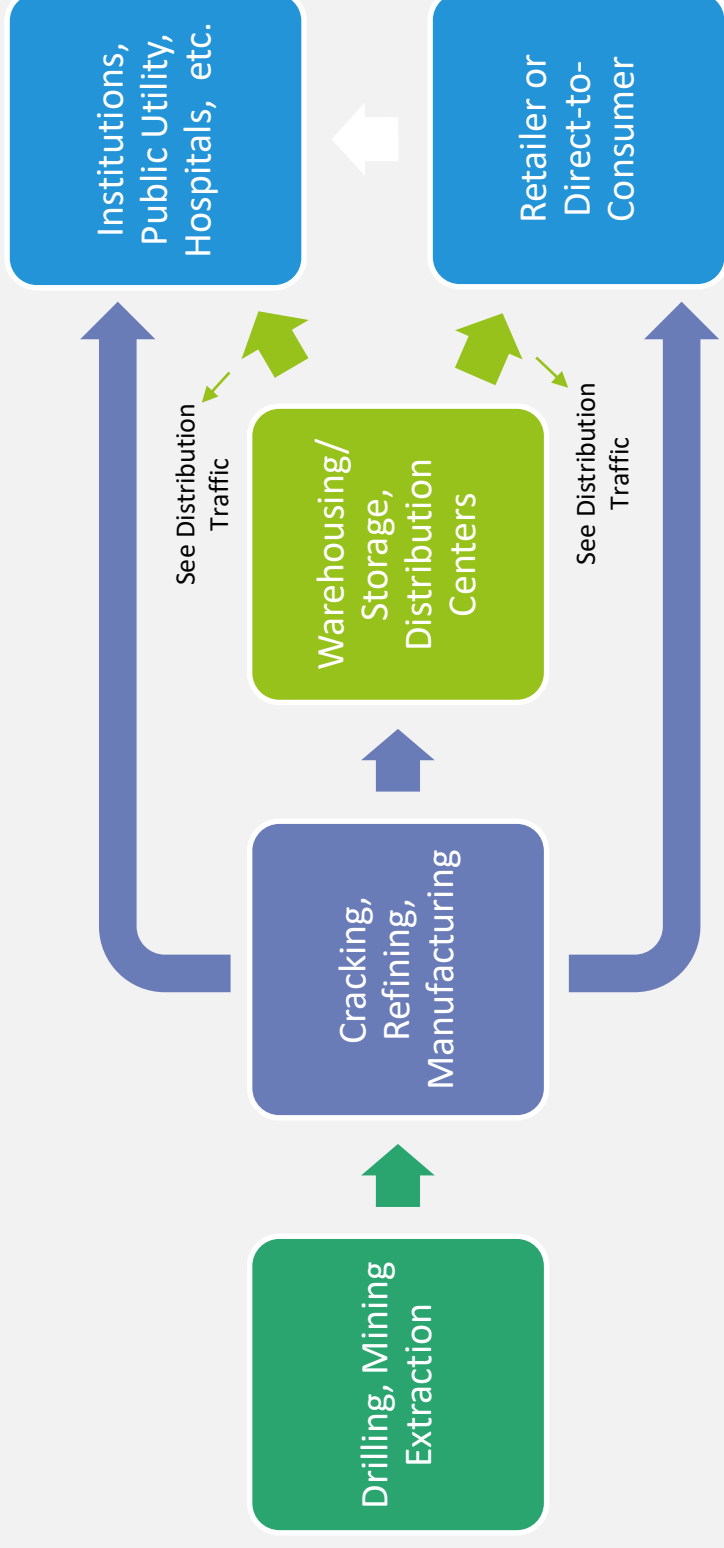 Drilling, Mining
Extraction
Cracking,
Refining,
Manufacturing
Warehousing/
Storage,
Distribution
Centers
See Distribution
Traffic
See Distribution
Traffic
Institutions,
Public Utility,
Hospitals, etc.
Retailer or
Direct-to-
Consumer